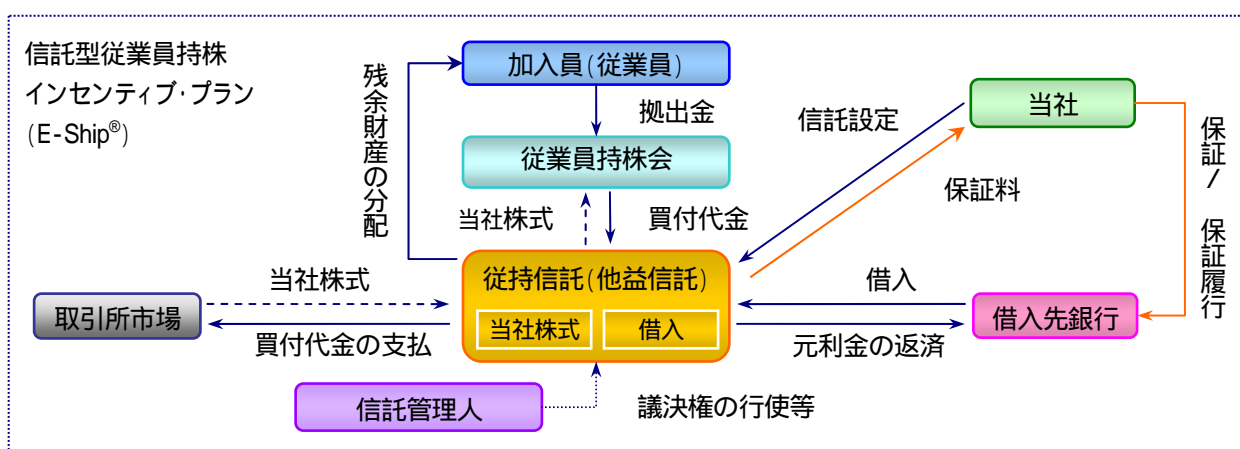 信託型従業員持株
インセンティブ・プラン
(E-Ship®)
残余財産の分配
加入員(従業員)
拠出金
従業員持株会
当社株式
買付代金
信託設定
保証料
当社
保証/ 保証履行
従持信託(他益信託)
当社株式
借入
当社株式
取引所市場
買付代金の支払
借入
借入先銀行
元利金の返済
信託管理人
議決権の行使等